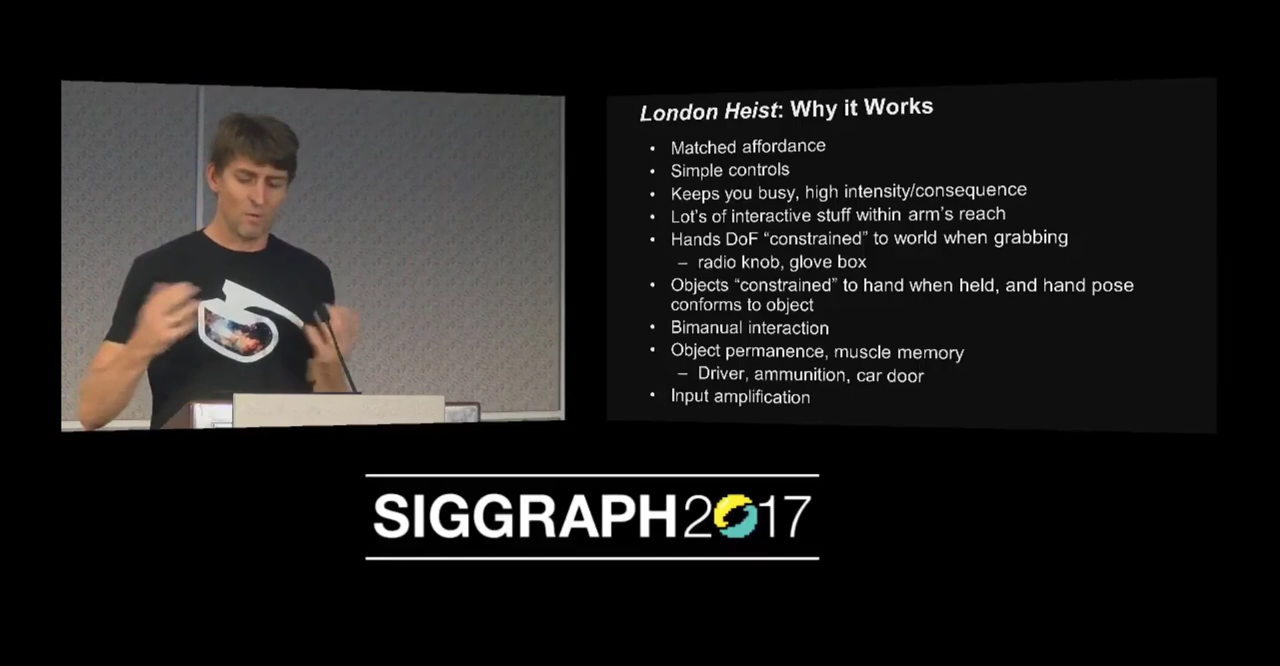 London Heist: Why it Works
• Matched affordance
• Simple controls
• Keeps you busy, high intensity/consequence
• Lot's of interactive stuff within arm's reach
• Hands DoF “constrained” to world when grabbing
– radio knob, glove box
• Objects “constrained” to hand when held, and hand pose
conforms to object
• Bimanual interaction
• Object permanence, muscle memory
– Driver, ammunition, car door
• Input amplification
SIGGRAPH2017